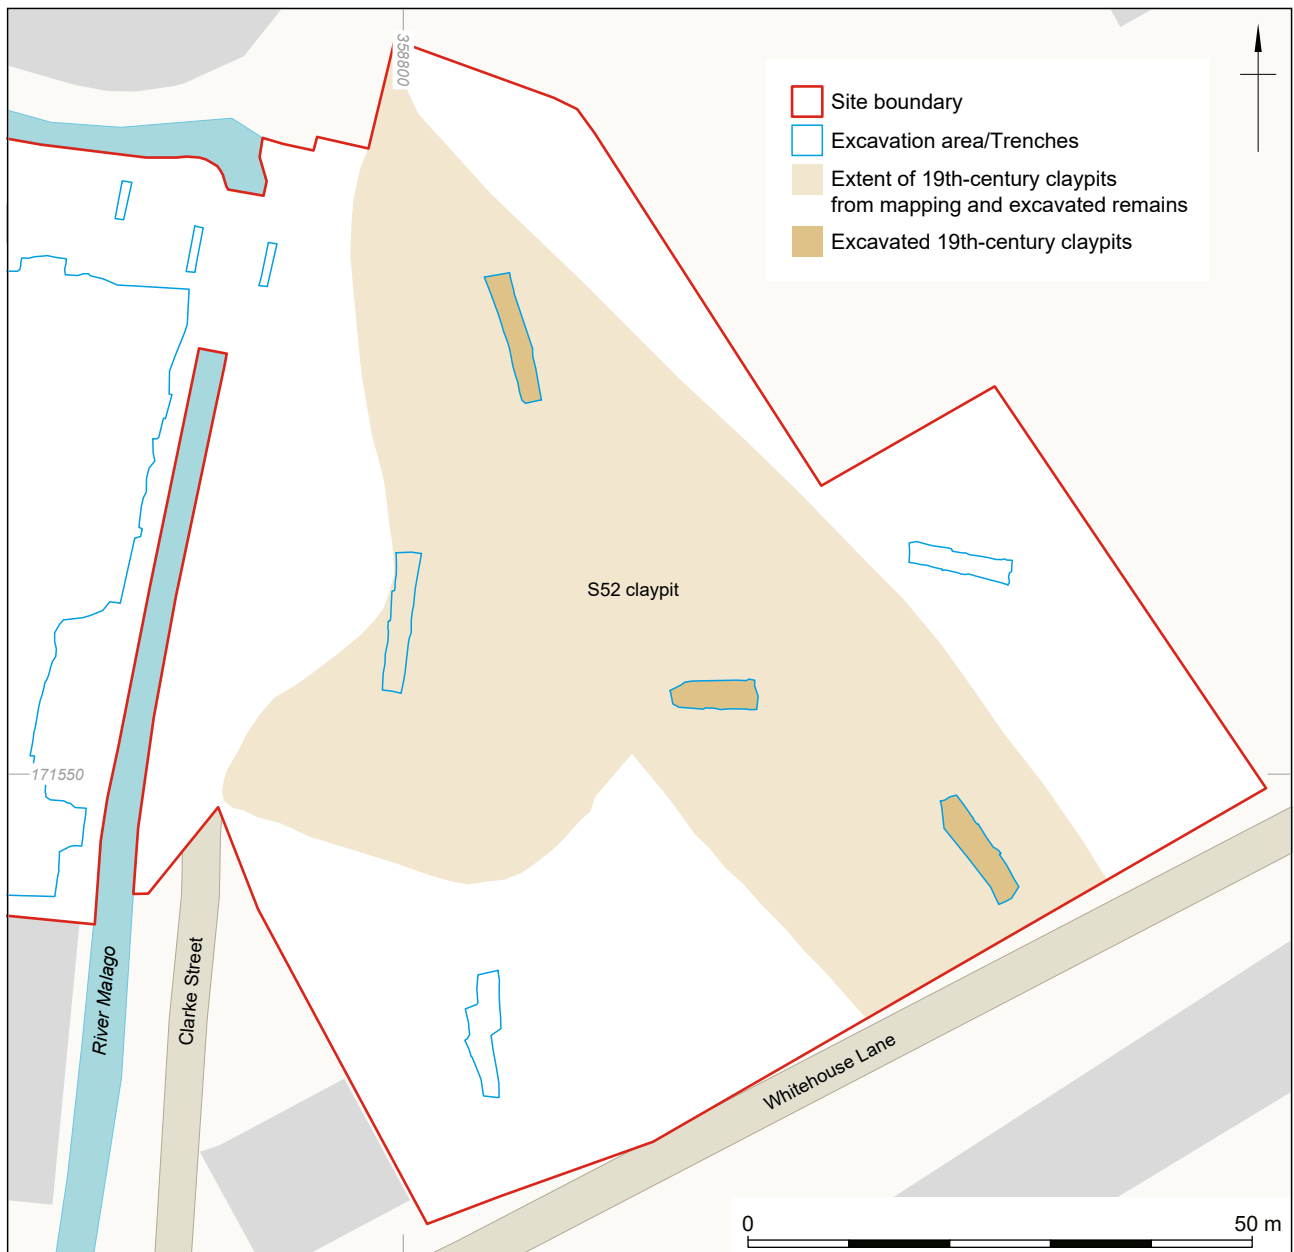 358800
Site boundary
Excavation area/Trenches
Extent of 19th-century claypits
from mapping and excavated remains
Excavated 19th-century claypits
S52 claypit
171550
River Malago
Clarke Street
Whitehouse Lane
0 50 m